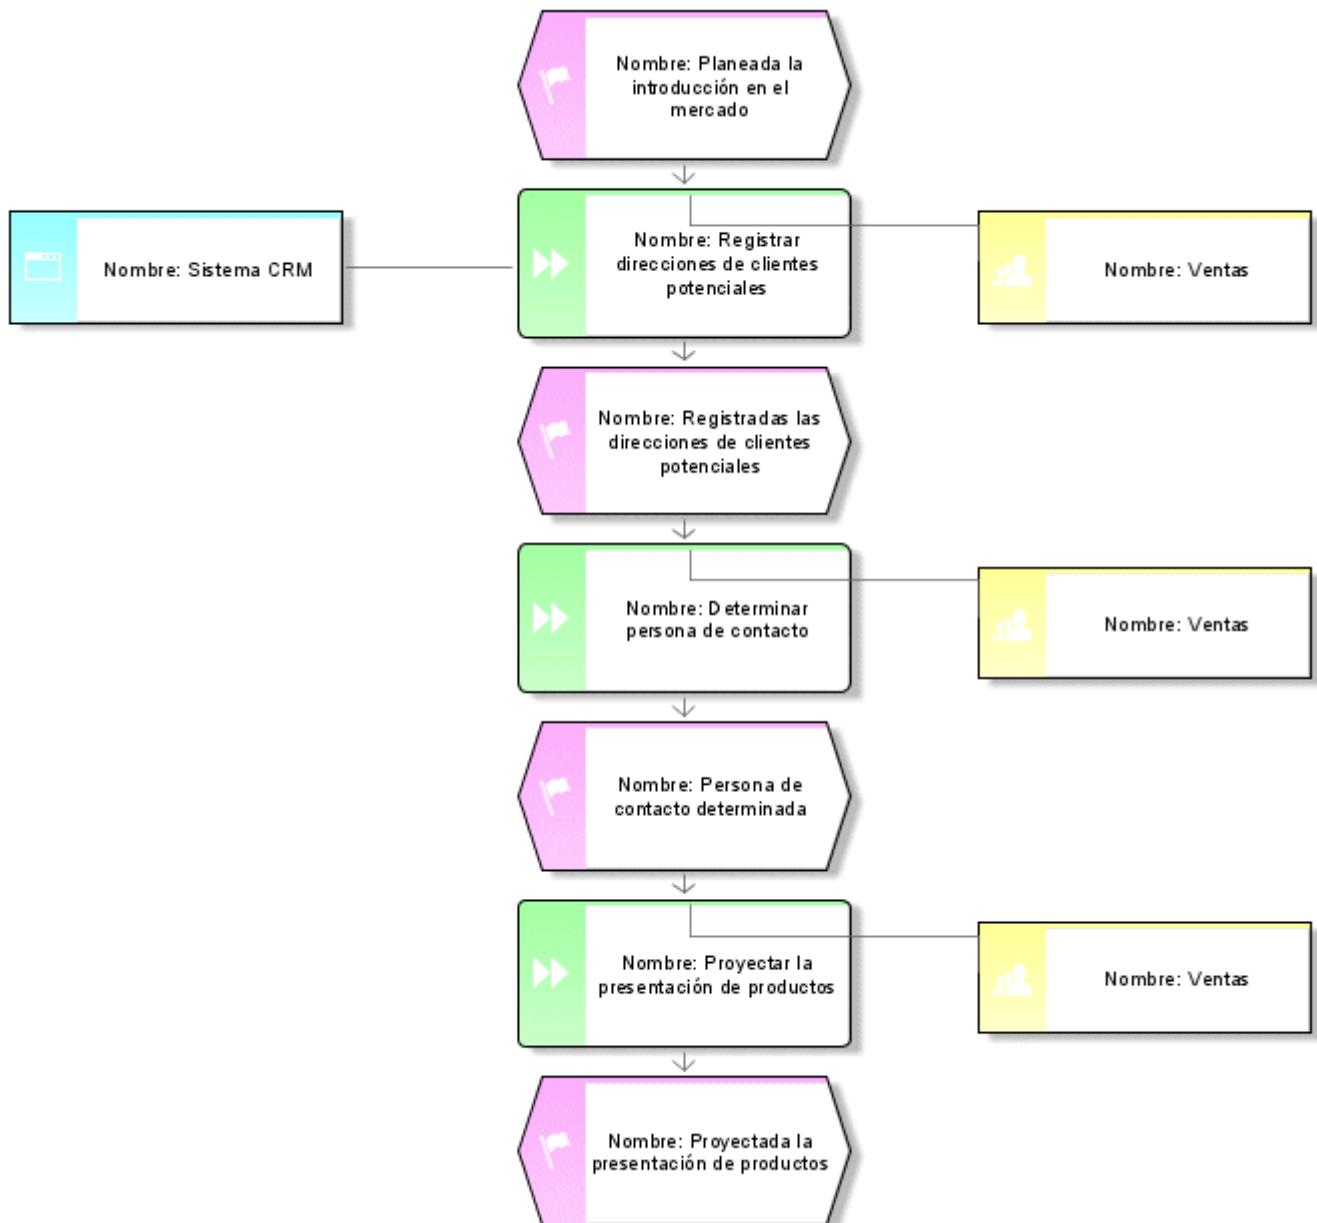 Nombre: Planeada la
introducción en el
mercado
Nombre: Sistema CRM
Nombre: Registrar
direcciones de clientes
potenciales
Nombre: Ventas
Nombre: Registradas las
direcciones de clientes
potenciales
Nombre: Determinar
persona de contacto
Nombre: Ventas
Nombre: Persona de
contacto determinada
Nombre: Proyectar la
presentación de productos
Nombre: Ventas
Nombre: Proyectada la
presentación de productos